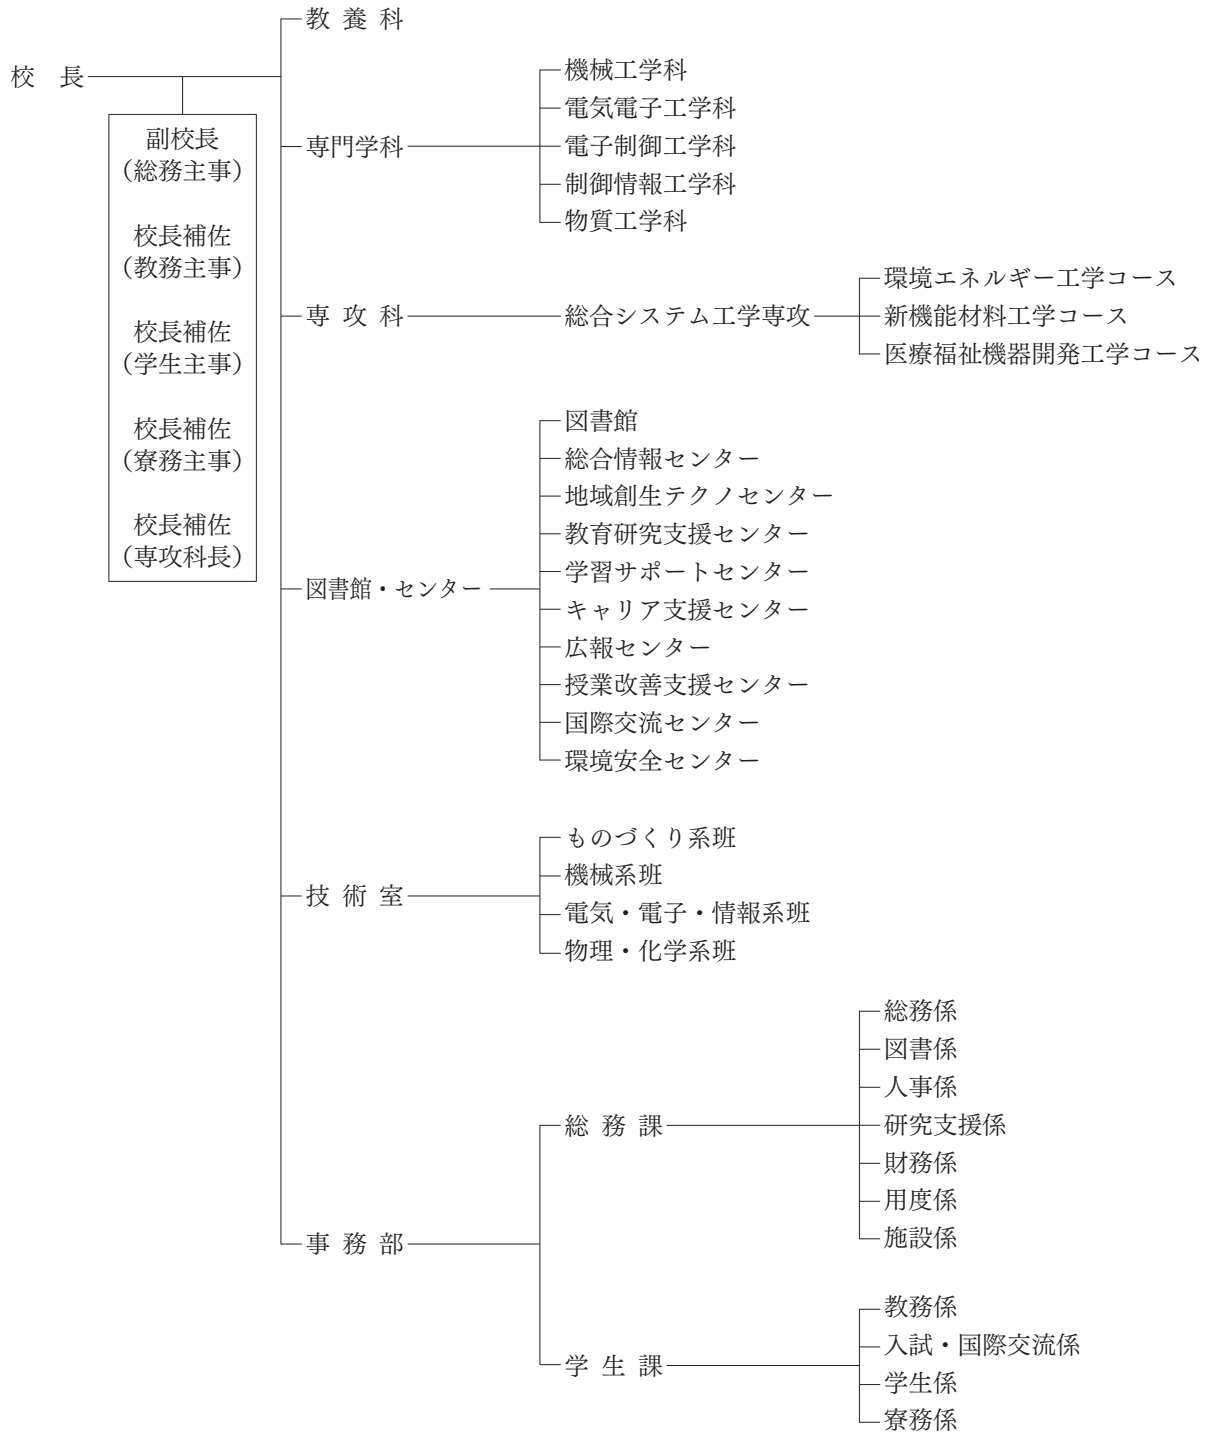 校長
副校長
（総務主事）
校長補佐
（教務主事）
校長補佐
（学生主事）
校長補佐
（寮務主事）
校長補佐
（専攻科長）
教養科
専門学科
機械工学科
電気電子工学科
電子制御工学科
制御情報工学科
物質工学科
専攻科
総合システム工学専攻
環境エネルギー工学コース
新機能材料工学コース
医療福祉機器開発工学コース
図書館・センター
図書館
総合情報センター
地域創生テクノセンター
教育研究支援センター
学習サポートセンター
キャリア支援センター
広報センター
授業改善支援センター
国際交流センター
環境安全センター
技術室
ものづくり系班
機械系班
電気・電子・情報系班
物理・化学系班
事務部
総務課
総務係
図書係
人事係
研究支援係
財務係
用度係
施設係
学生課
教務係
入試・国際交流係
学生係
寮務係